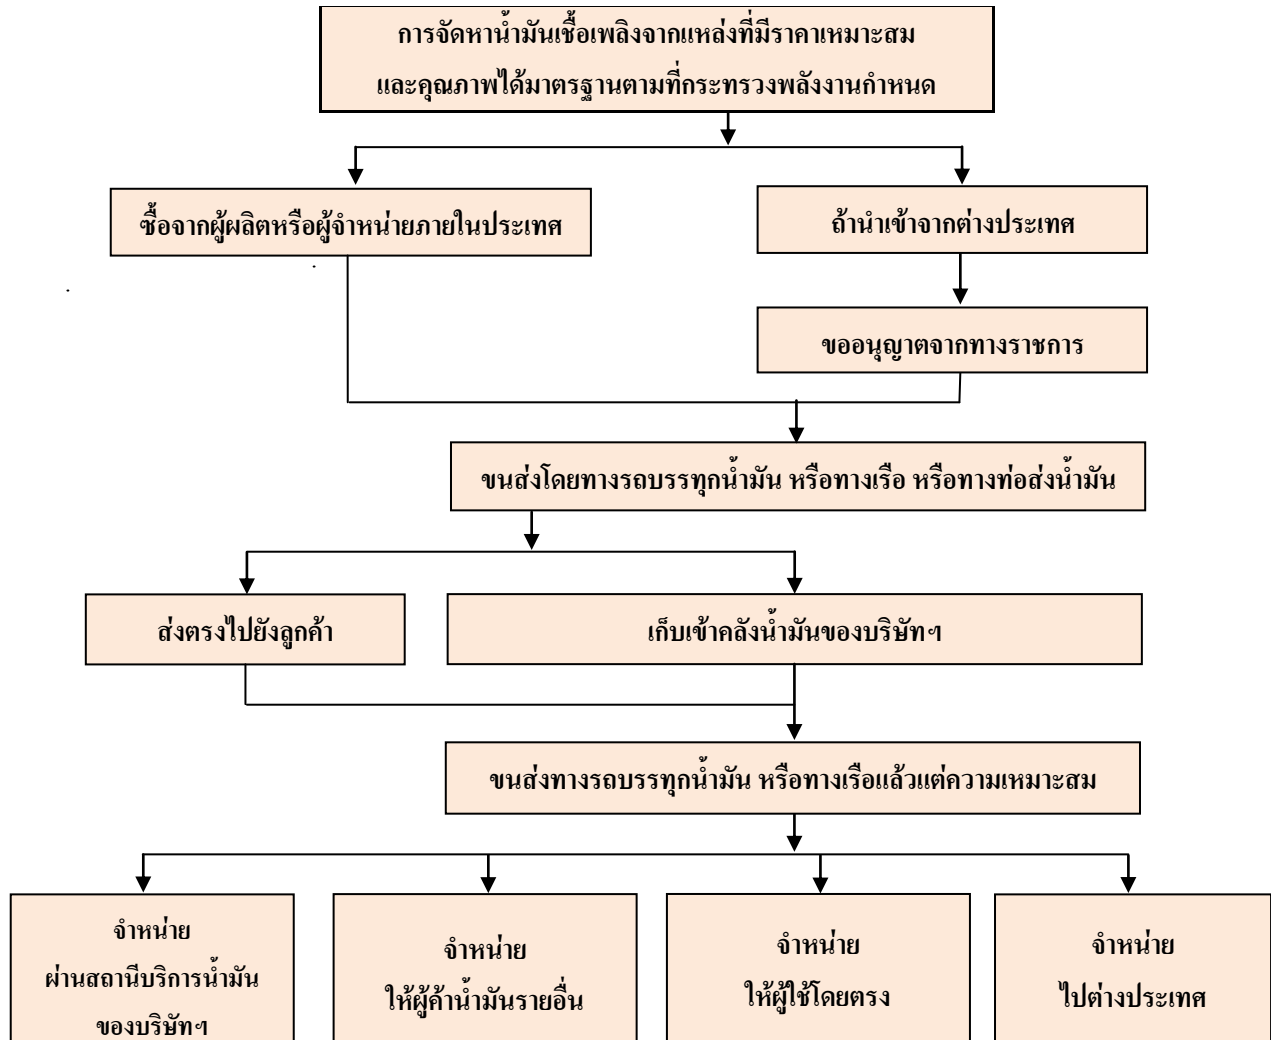 การจัดหาน้ำมันเชื้อเพลิงจากแหล่งที่มีราคาเหมาะสม
และคุณภาพได้มาตรฐานตามที่กระทรวงพลังงานกำหนด
ซื้อจากผู้ผลิตหรือผู้จำหน่ายภายในประเทศ
ถ้านำเข้าจากต่างประเทศ
ขออนุญาตจากทางราชการ
ขนส่งโดยทางรถบรรทุกน้ำมัน หรือทางเรือ หรือทางท่อส่งน้ำมัน
ส่งตรงไปยังลูกค้า
เก็บเข้าคลังน้ำมันของบริษัทฯ
ขนส่งทางรถบรรทุกน้ำมัน หรือทางเรือแล้วแต่ความเหมาะสม
จำหน่าย
ผ่านสถานีบริการน้ำมัน
ของบริษัทฯ
จำหน่าย
ให้ผู้ค้าน้ำมันรายอื่น
จำหน่าย
ให้ผู้ใช้โดยตรง
จำหน่าย
ไปต่างประเทศ